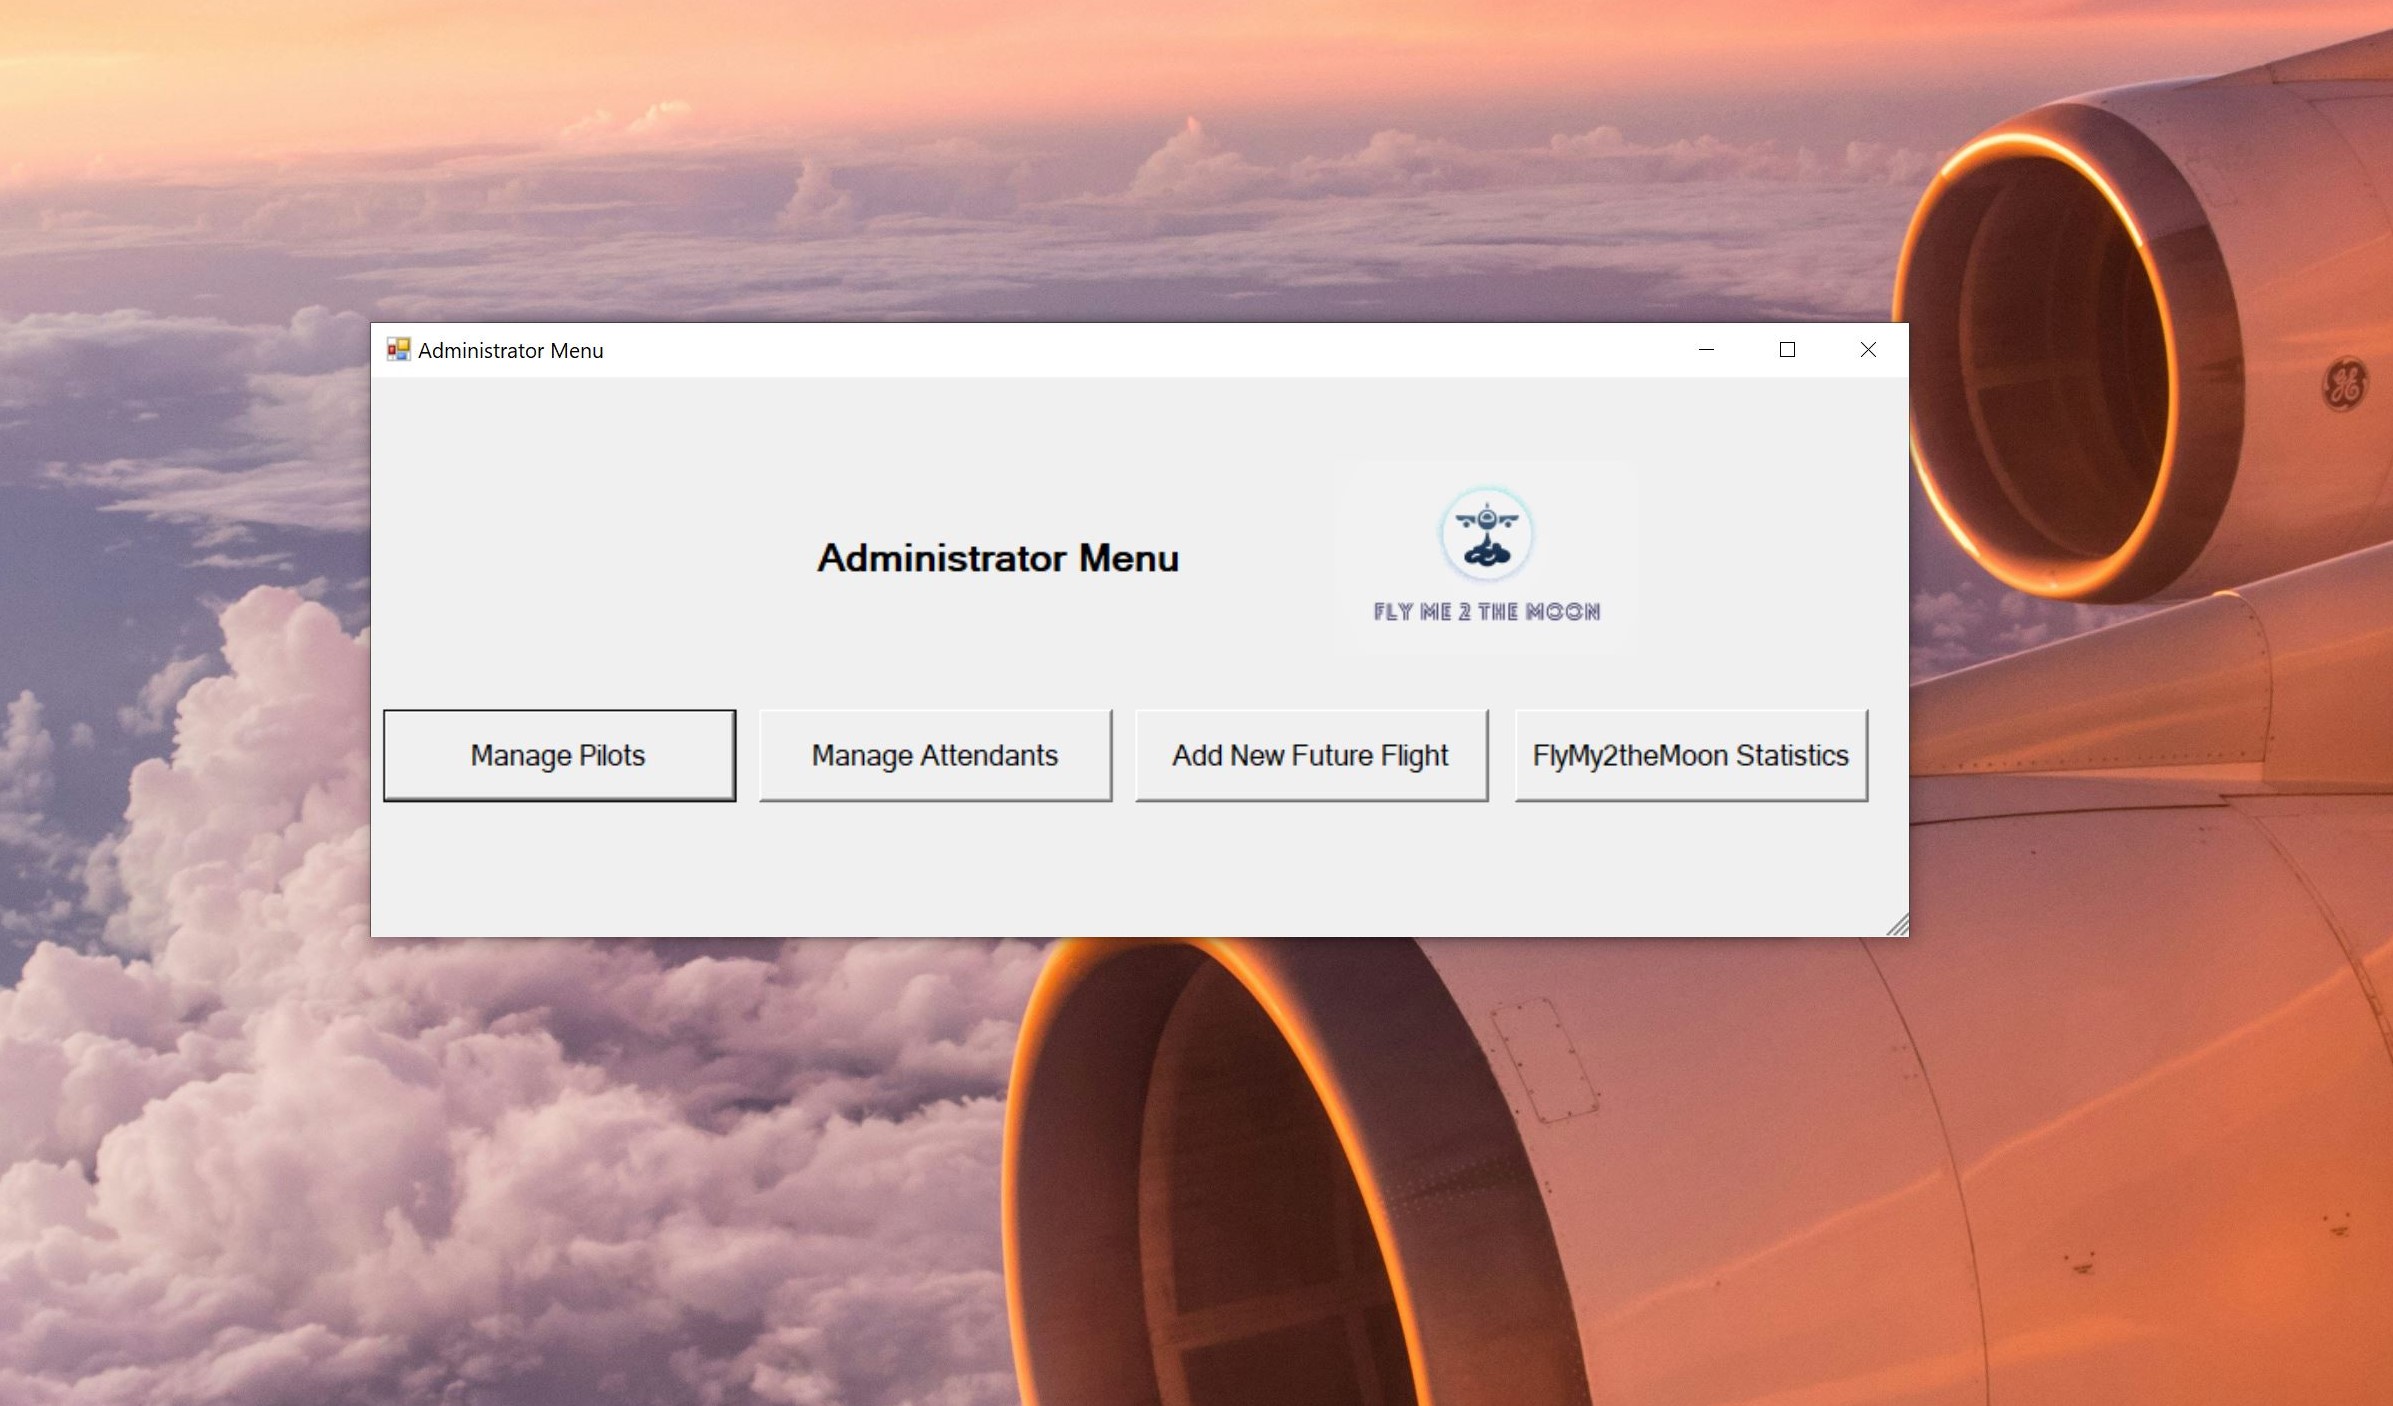 Administrator Menu
Administrator Menu
FLY ME 2 THE MOON
Manage Pilots
Manage Attendants
Add New Future Flight
FlyMy2theMoon Statistics
GE